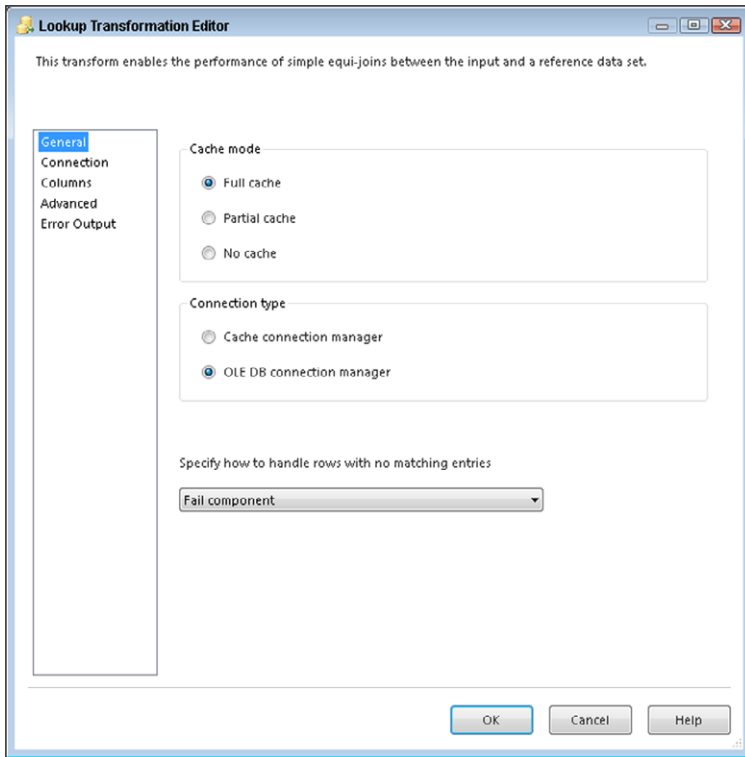 Lookup Transformation Editor
This transform enables the performance of simple equi-joins between the input and a reference data set.
General
Connection
Columns
Advanced
Error Output
Cache mode
Full cache
Partial cache
No cache
Connection type
Cache connection manager
OLE DB connection manager
Specify how to handle rows with no matching entries
Fail component
OK
Cancel
Help